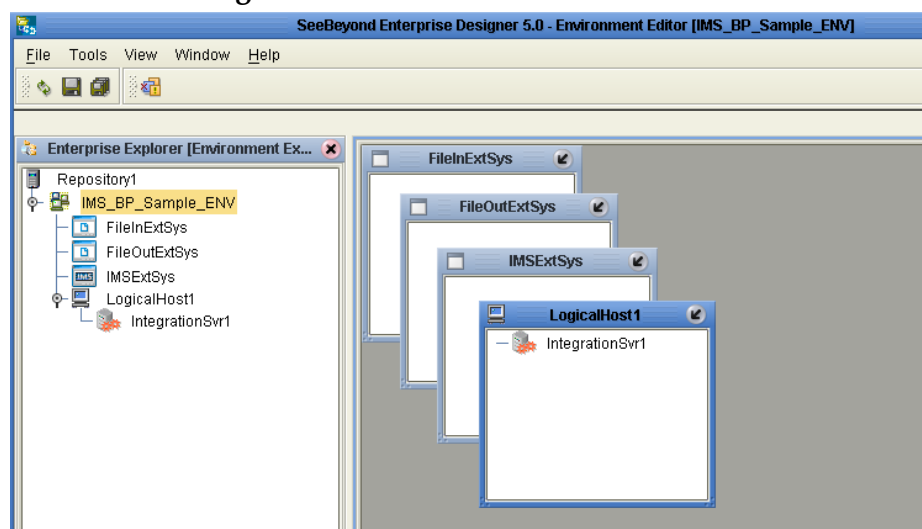 SeeBeyond Enterprise Designer 5.0 - Environment Editor [IMS_BP_Sample_ENV]
File Tools View Window Help
Enterprise Explorer [Environment Ex...
Repository1
IMS_BP_Sample_ENV
FileInExtSys
FileOutExtSys
IMS
IMSExtSys
LogicalHost1
IntegrationSvr1
FileInExtSys
FileOutExtSys
IMSExtSys
LogicalHost1
IntegrationSvr1